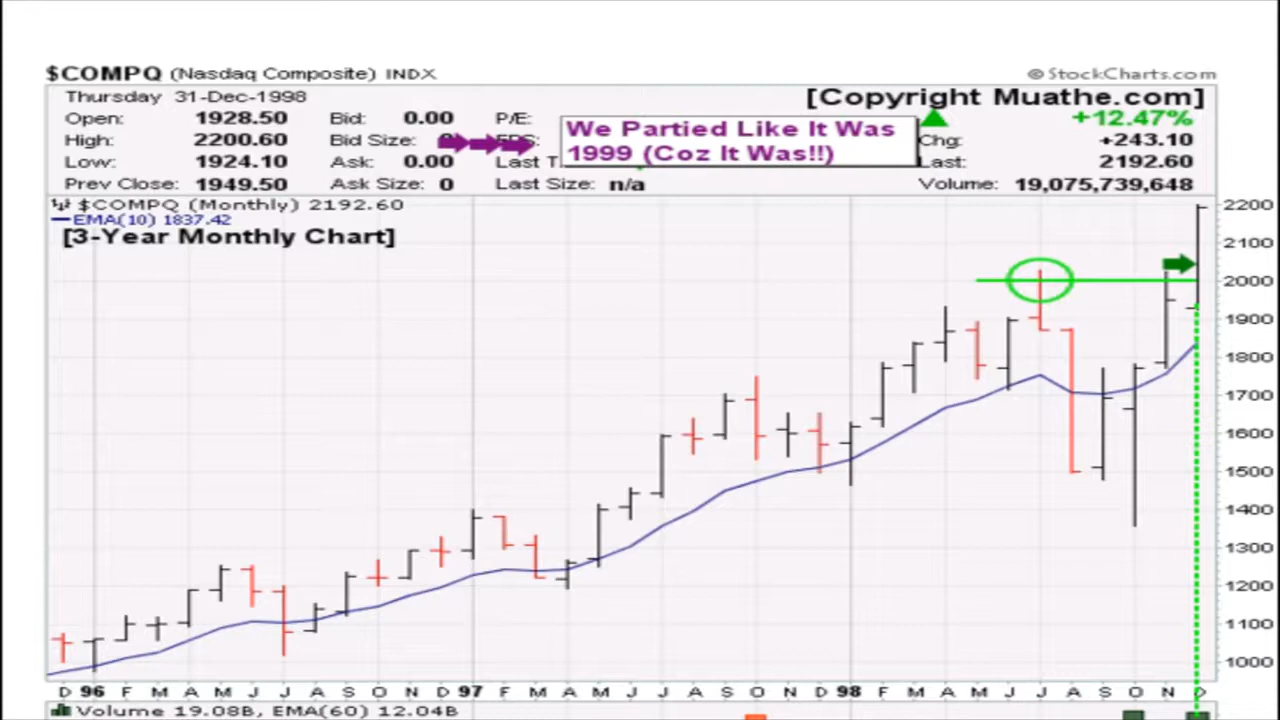 $COMPQ (Nasdaq Composite) INDX © StockCharts.com
Thursday 31-Dec-1998 [Copyright Muathe.com]
Open: 1928.50 Bid: 0.00 P/E: +12.47%
High: 2200.60 Bid Size: EPS: Chg: +243.10
Low: 1924.10 Ask: 0.00 Last T Last: 2192.60
Prev Close: 1949.50 Ask Size: 0 Last Size: n/a Volume: 19,075,739,648
We Partied Like It Was
1999 (Coz It Was!!)
$COMPQ (Monthly) 2192.60
EMA(10) 1837.42
[3-Year Monthly Chart]
2200
2100
2000
1900
1800
1700
1600
1500
1400
1300
1200
1100
1000
D 96 F M A M J J A S O N D 97 F M A M J J A S O N D 98 F M A M J J A S O N D
Volume 19.08B, EMA(60) 12.04B